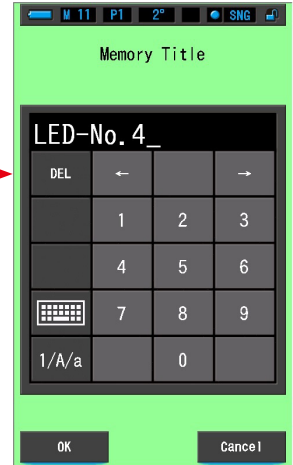 M 11 P1 2° SNG
Memory Title
LED-No.4_
DEL ← →
1 2 3
4 5 6
7 8 9
1/A/a 0
OK Cancel